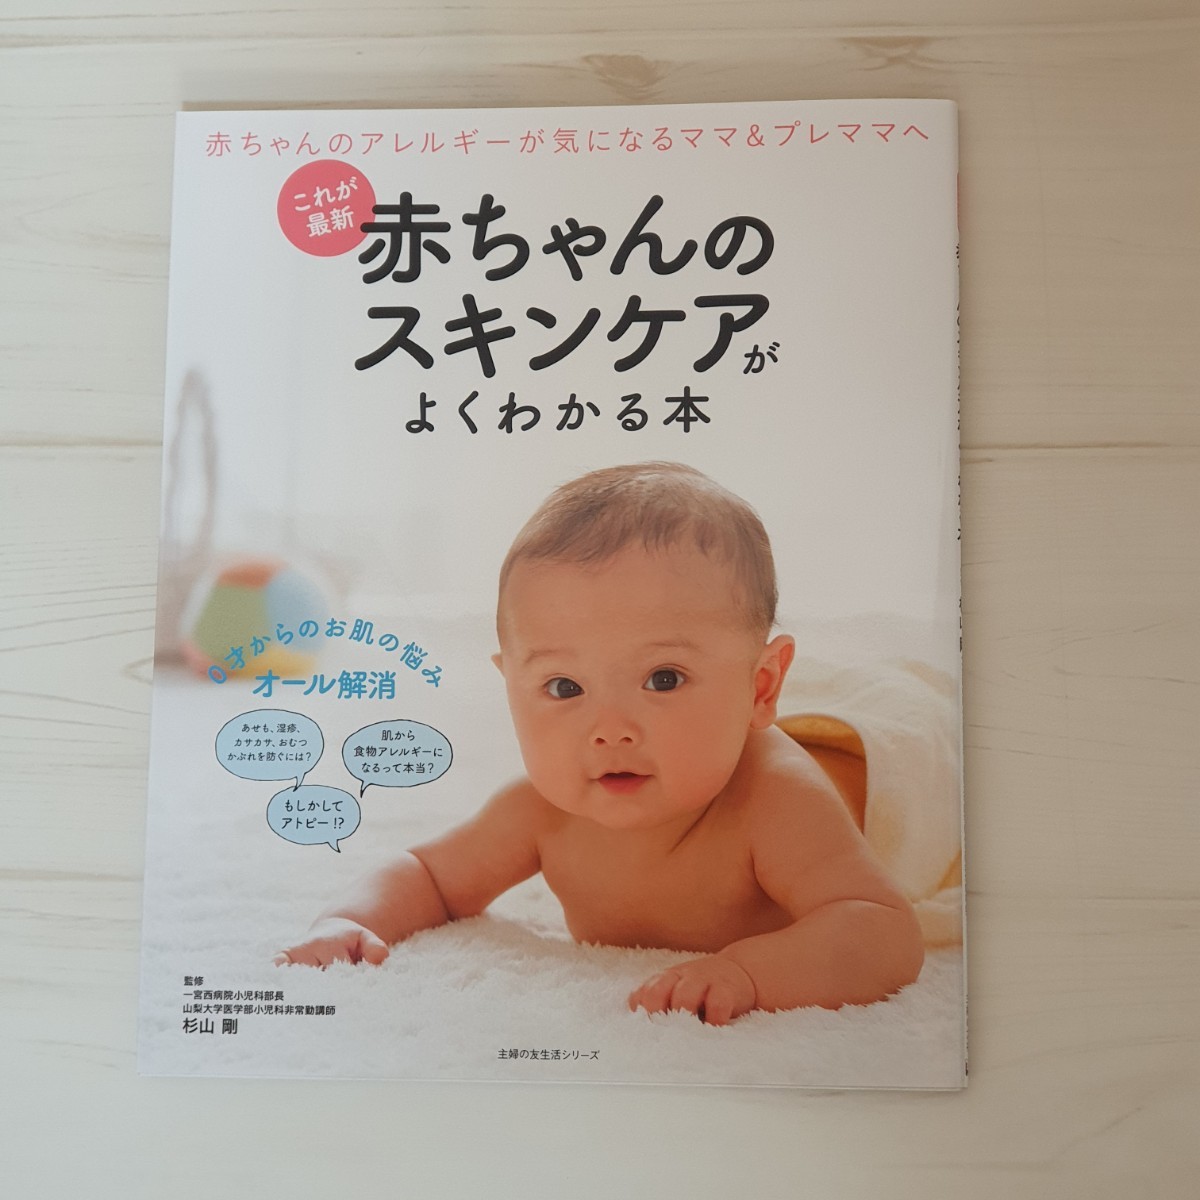 赤ちゃんのアレルギーが気になるママ&プレママへ
これが
最新
赤ちゃんの
スキンケアが
よくわかる本
0才からのお肌の悩み
オール解消
あせも、湿疹、
カサカサ、おむつ
かぶれを防ぐには?
肌から
食物アレルギーに
なるって本当?
もしかして
アトピー!?
監修
一宮西病院小児科部長
山梨大学医学部小児科非常勤講師
杉山 剛
主婦の友生活シリーズ